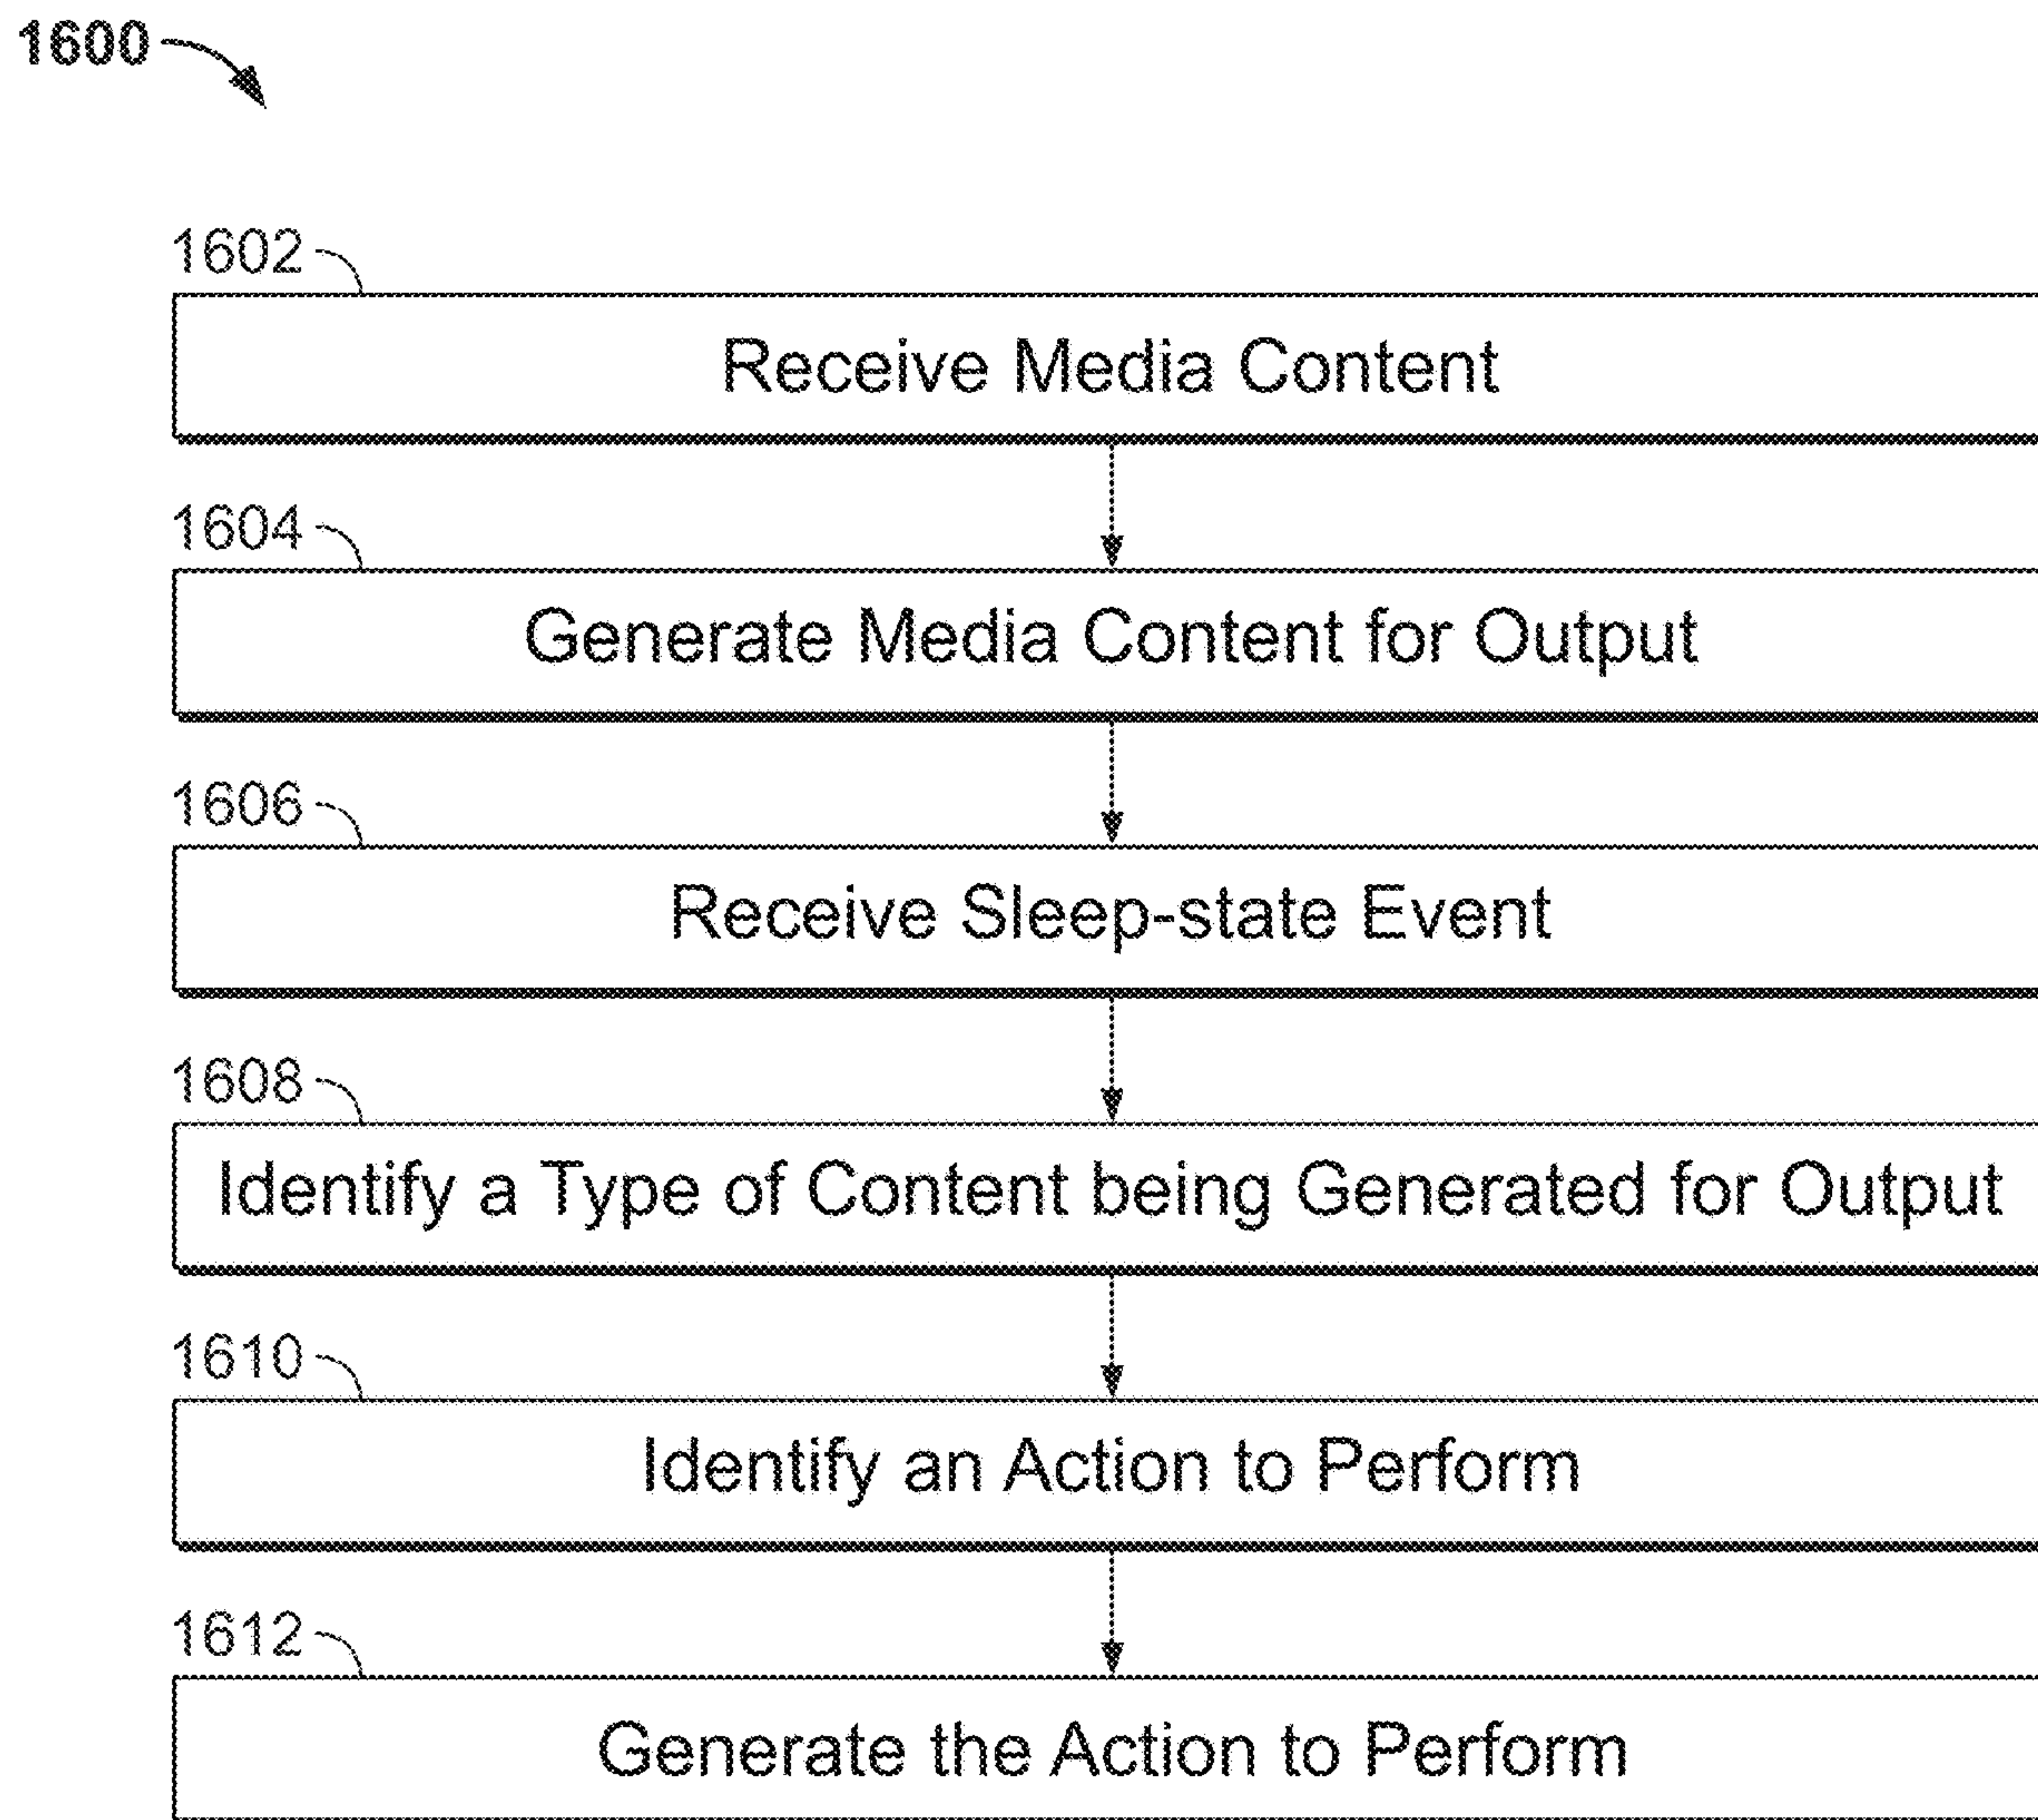 1600
1602
Receive Media Content
1604
Generate Media Content for Output
1606
Receive Sleep-state Event
1608
Identify a Type of Content being Generated for Output
1610
Identify an Action to Perform
1612
Generate the Action to Perform